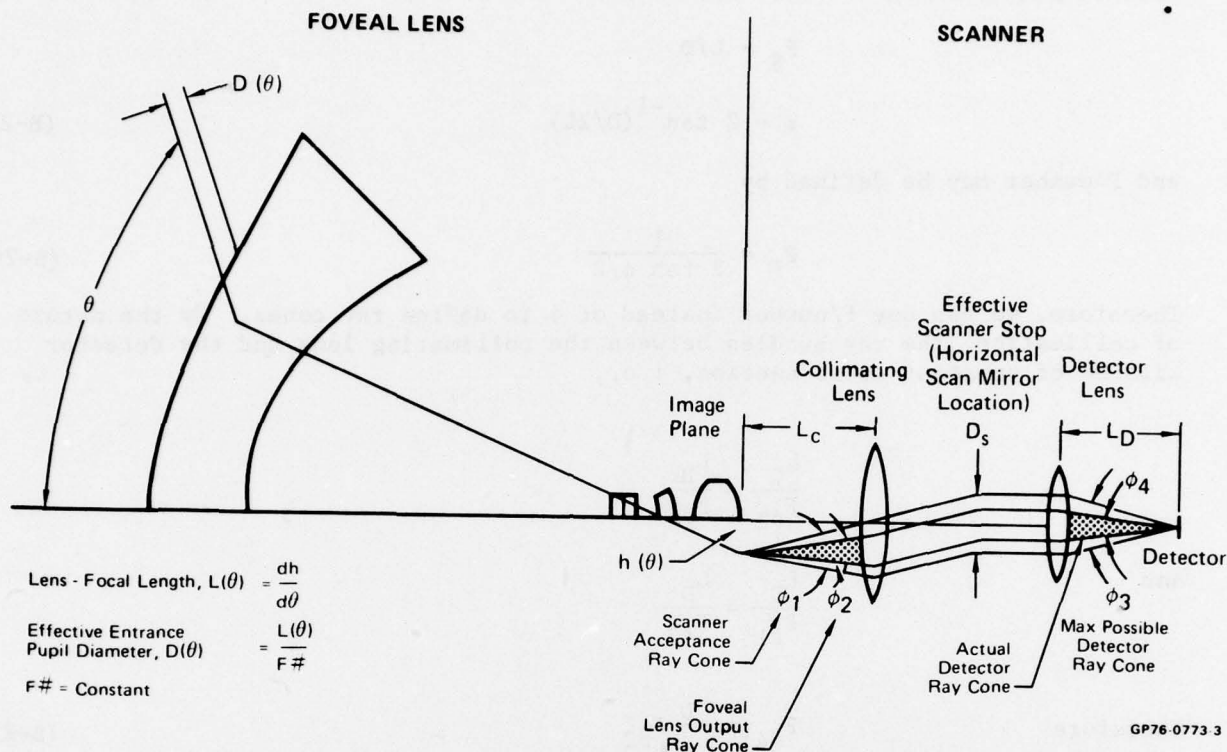 FOVEAL LENS
SCANNER
D (θ)
θ
Effective
Scanner Stop
(Horizontal
Scan Mirror
Location)
Collimating
Lens
Detector
Lens
Image
Plane
L_c
D_s
L_D
ϕ4
h (θ)
Detector
ϕ1
ϕ2
ϕ3
Scanner
Acceptance
Ray Cone
Foveal
Lens Output
Ray Cone
Actual
Detector
Ray Cone
Max Possible
Detector
Ray Cone
Lens - Focal Length, L(θ) = dh
dθ
Effective Entrance
Pupil Diameter, D(θ) = L(θ)
F#
F# = Constant
GP76-0773-3